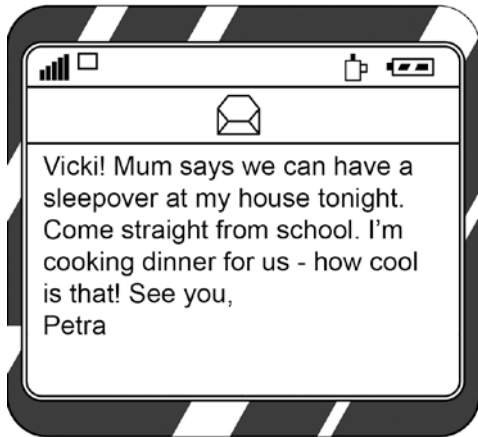 Vicki! Mum says we can have a
sleepover at my house tonight.
Come straight from school. I'm
cooking dinner for us - how cool
is that! See you,
Petra